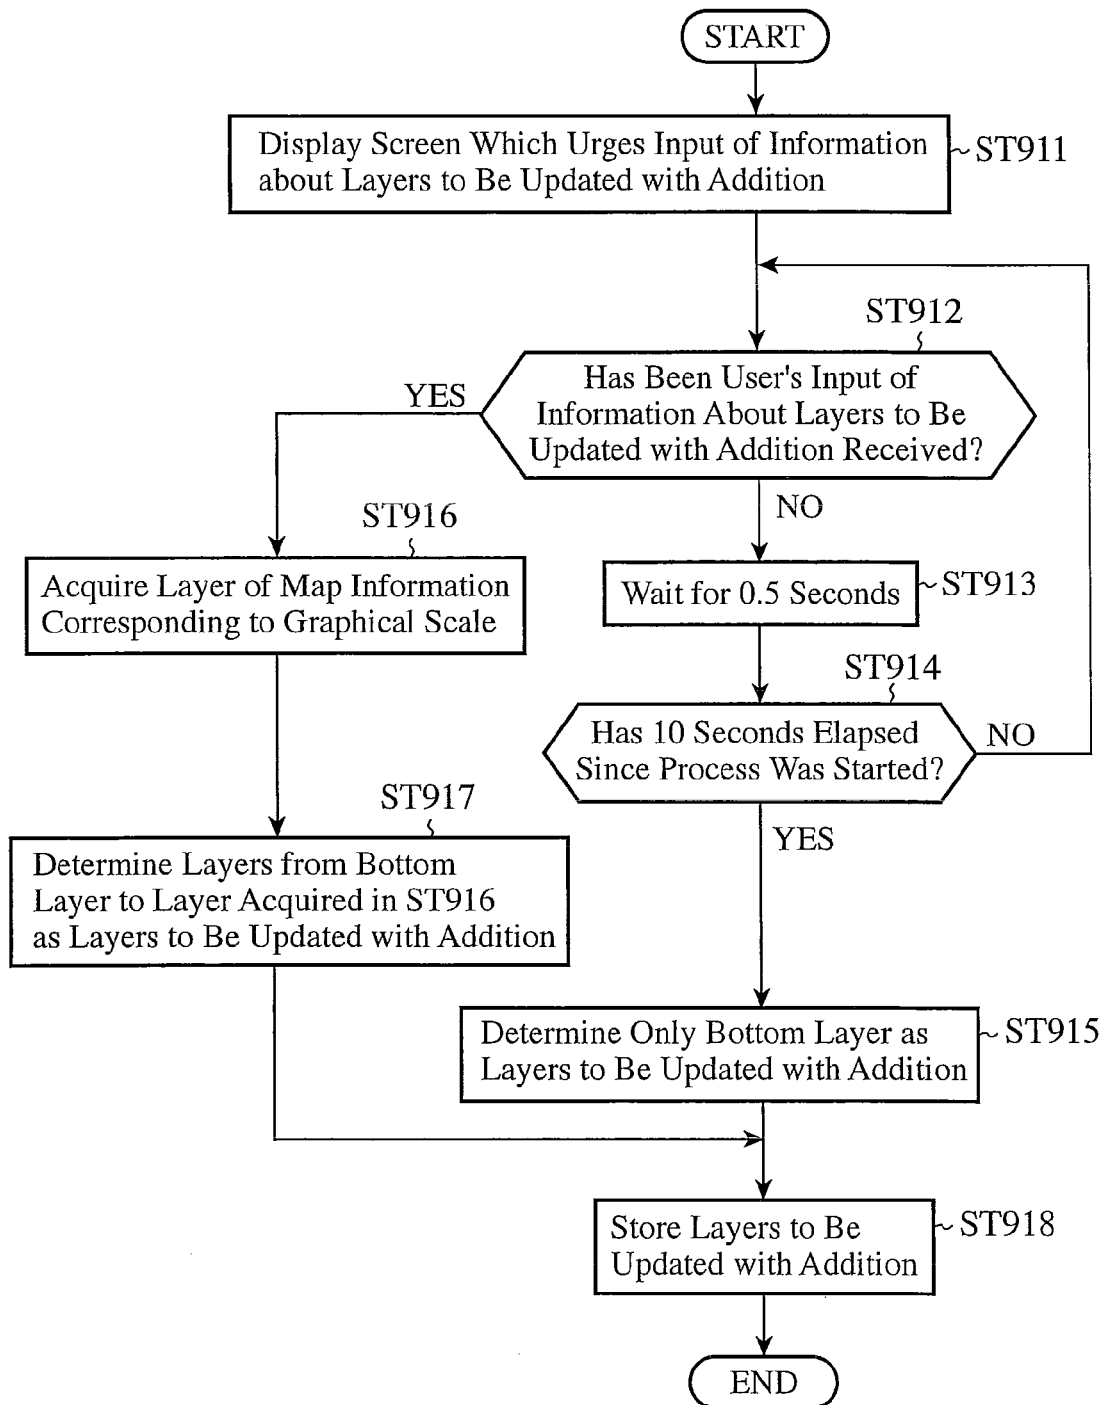 START
Display Screen Which Urges Input of Information
about Layers to Be Updated with Addition
ST911
ST912
Has Been User's Input of
Information About Layers to Be
Updated with Addition Received?
YES
NO
ST916
Acquire Layer of Map Information
Corresponding to Graphical Scale
Wait for 0.5 Seconds
ST913
ST914
Has 10 Seconds Elapsed
Since Process Was Started?
NO
YES
ST917
Determine Layers from Bottom
Layer to Layer Acquired in ST916
as Layers to Be Updated with Addition
Determine Only Bottom Layer as
Layers to Be Updated with Addition
ST915
Store Layers to Be
Updated with Addition
ST918
END